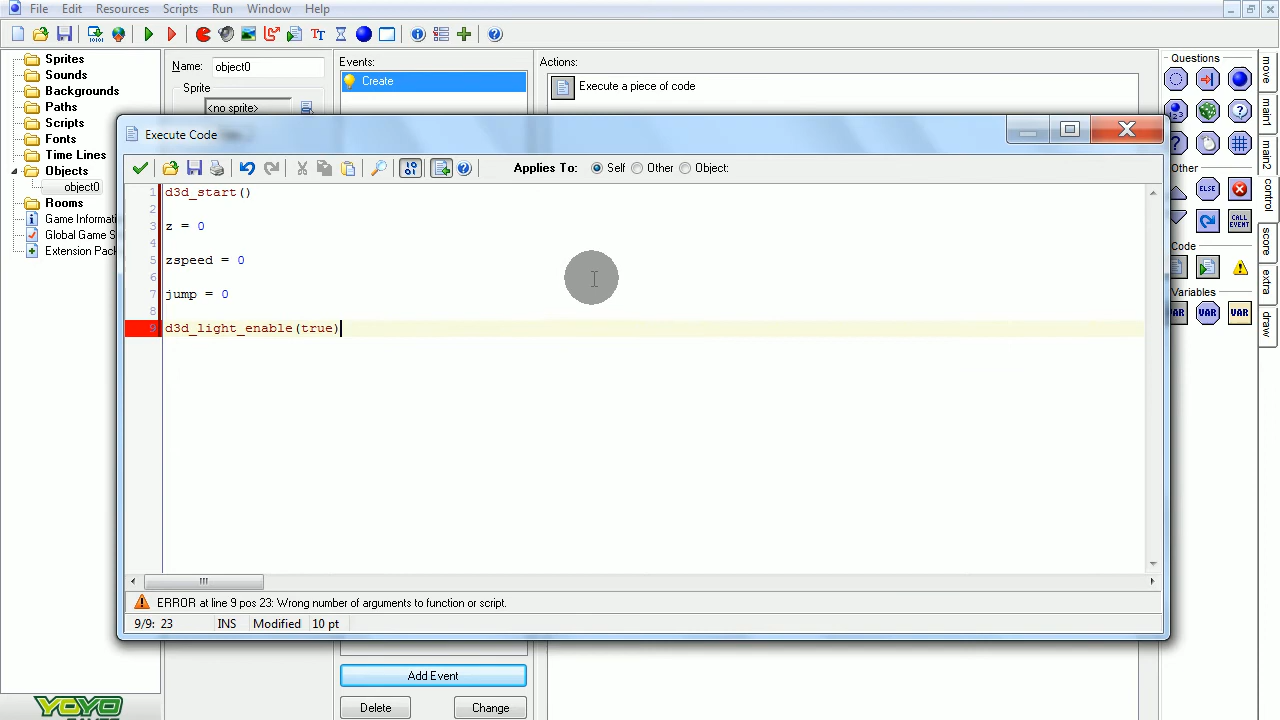 File Edit Resources Scripts Run Window Help
Sprites
Sounds
Backgrounds
Paths
Scripts
Fonts
Time Lines
Objects
object0
Rooms
Game Informati
Global Game S
Extension Pack
Name: object0
Sprite
<no sprite>
Events:
Create
Actions:
Execute a piece of code
Execute Code
Applies To: Self Other Object:
1 d3d_start()
2
3 z = 0
4
5 zspeed = 0
6
7 jump = 0
8
9 d3d_light_enable(true)
ERROR at line 9 pos 23: Wrong number of arguments to function or script.
9/9: 23 INS Modified 10 pt
Add Event
Delete Change
Questions
Other
ELSE
CALL EVENT
Code
Variables
VAR VAR VAR
move
main1
main2
control
score
extra
draw
YOYO